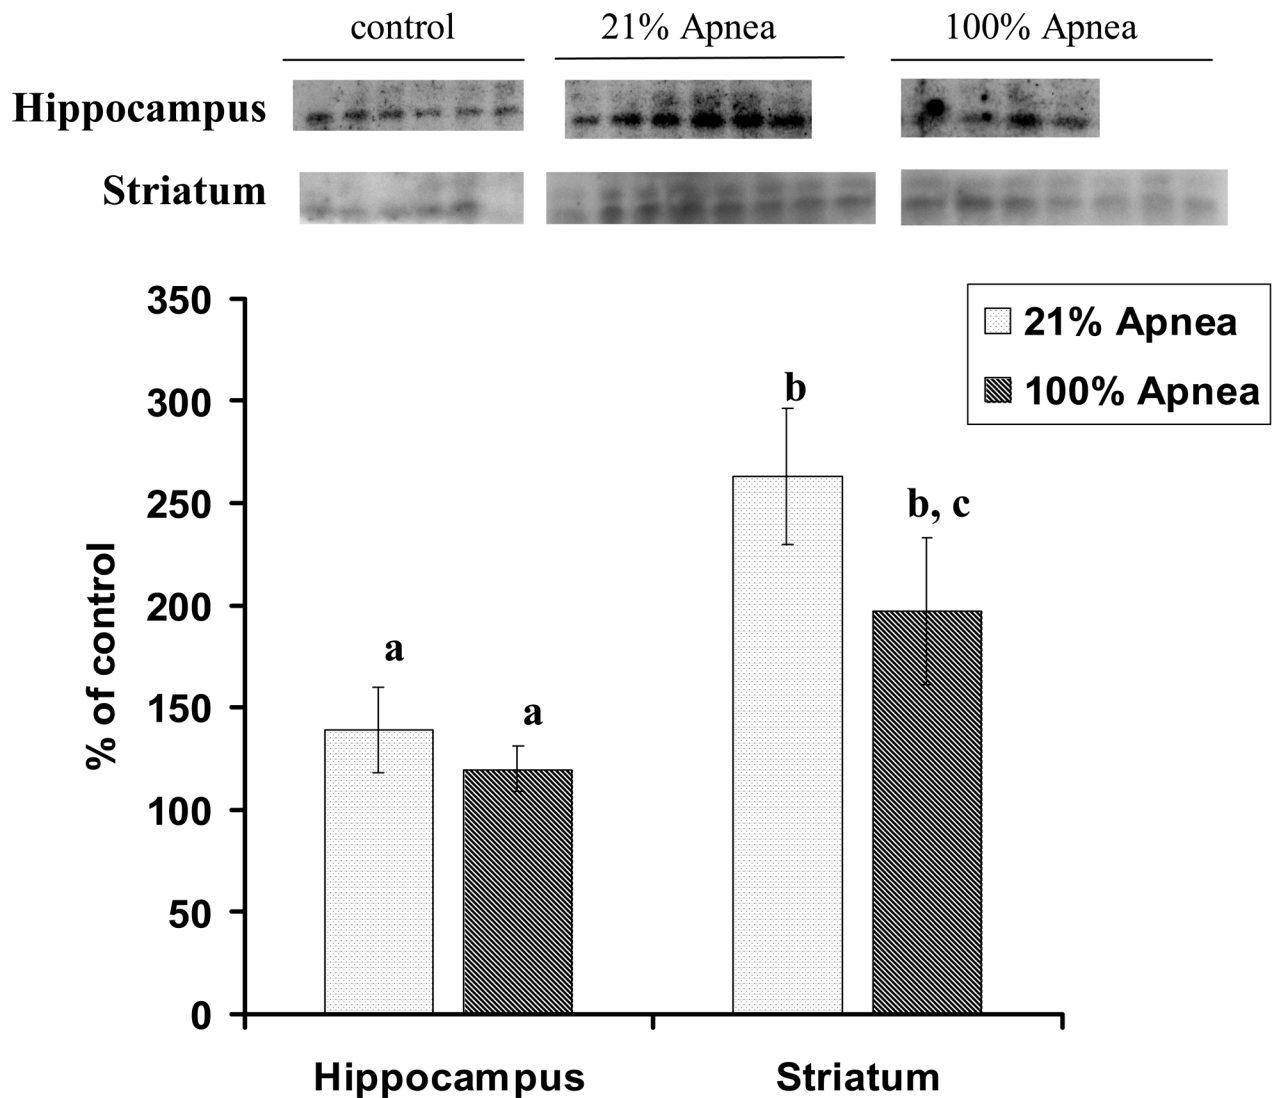 control 21% Apnea 100% Apnea
Hippocampus
Striatum
350
300
250
200
150
100
50
0
% of control
21% Apnea
100% Apnea
a
a
b
b, c
Hippocampus Striatum